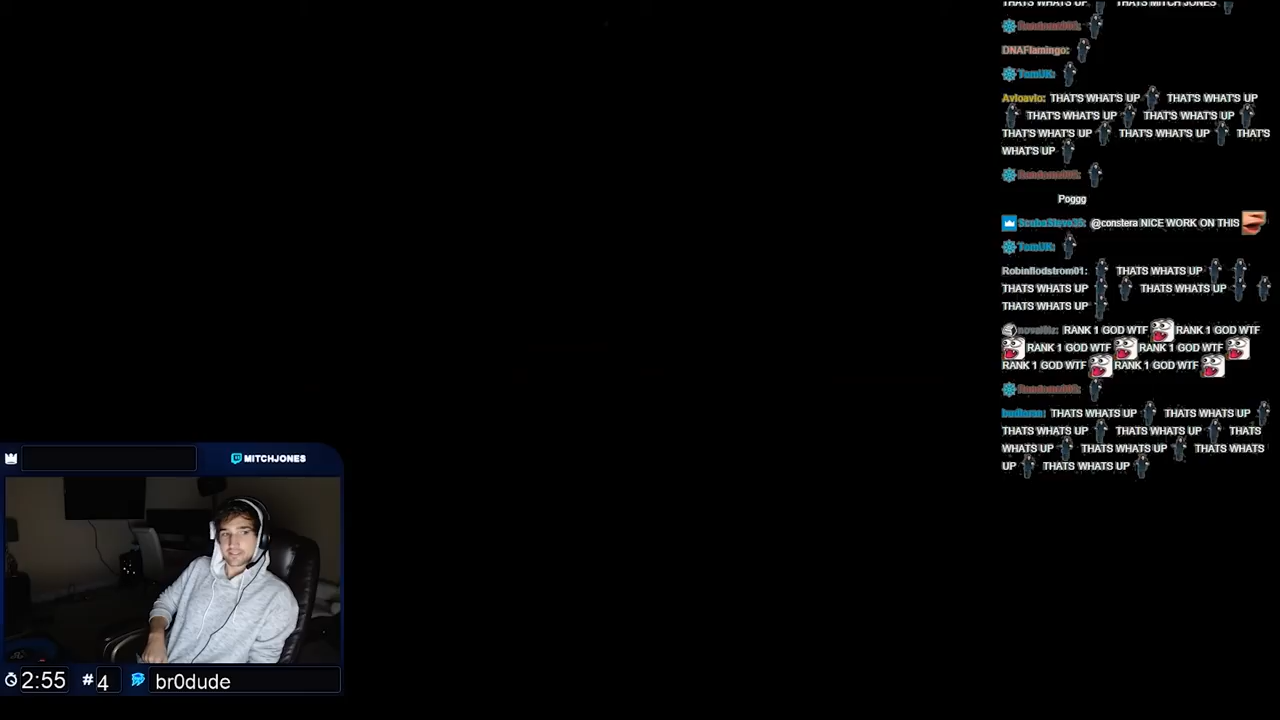 THATS WHATS UP THATS MITCH JONES
DNAFlamingo:
TomUK:
Avioavio: THAT'S WHAT'S UP THAT'S WHAT'S UP
THAT'S WHAT'S UP THAT'S WHAT'S UP
THAT'S WHAT'S UP THAT'S WHAT'S UP THAT'S
WHAT'S UP
Poggg
@constera NICE WORK ON THIS
TomUK:
Robinflodstrom01: THATS WHATS UP
THATS WHATS UP THATS WHATS UP
THATS WHATS UP
RANK 1 GOD WTF RANK 1 GOD WTF
RANK 1 GOD WTF RANK 1 GOD WTF
RANK 1 GOD WTF RANK 1 GOD WTF
THATS WHATS UP THATS WHATS UP
THATS WHATS UP THATS WHATS UP THATS
WHATS UP THATS WHATS UP THATS WHATS
UP THATS WHATS UP
MITCHJONES
2:55 # 4 br0dude